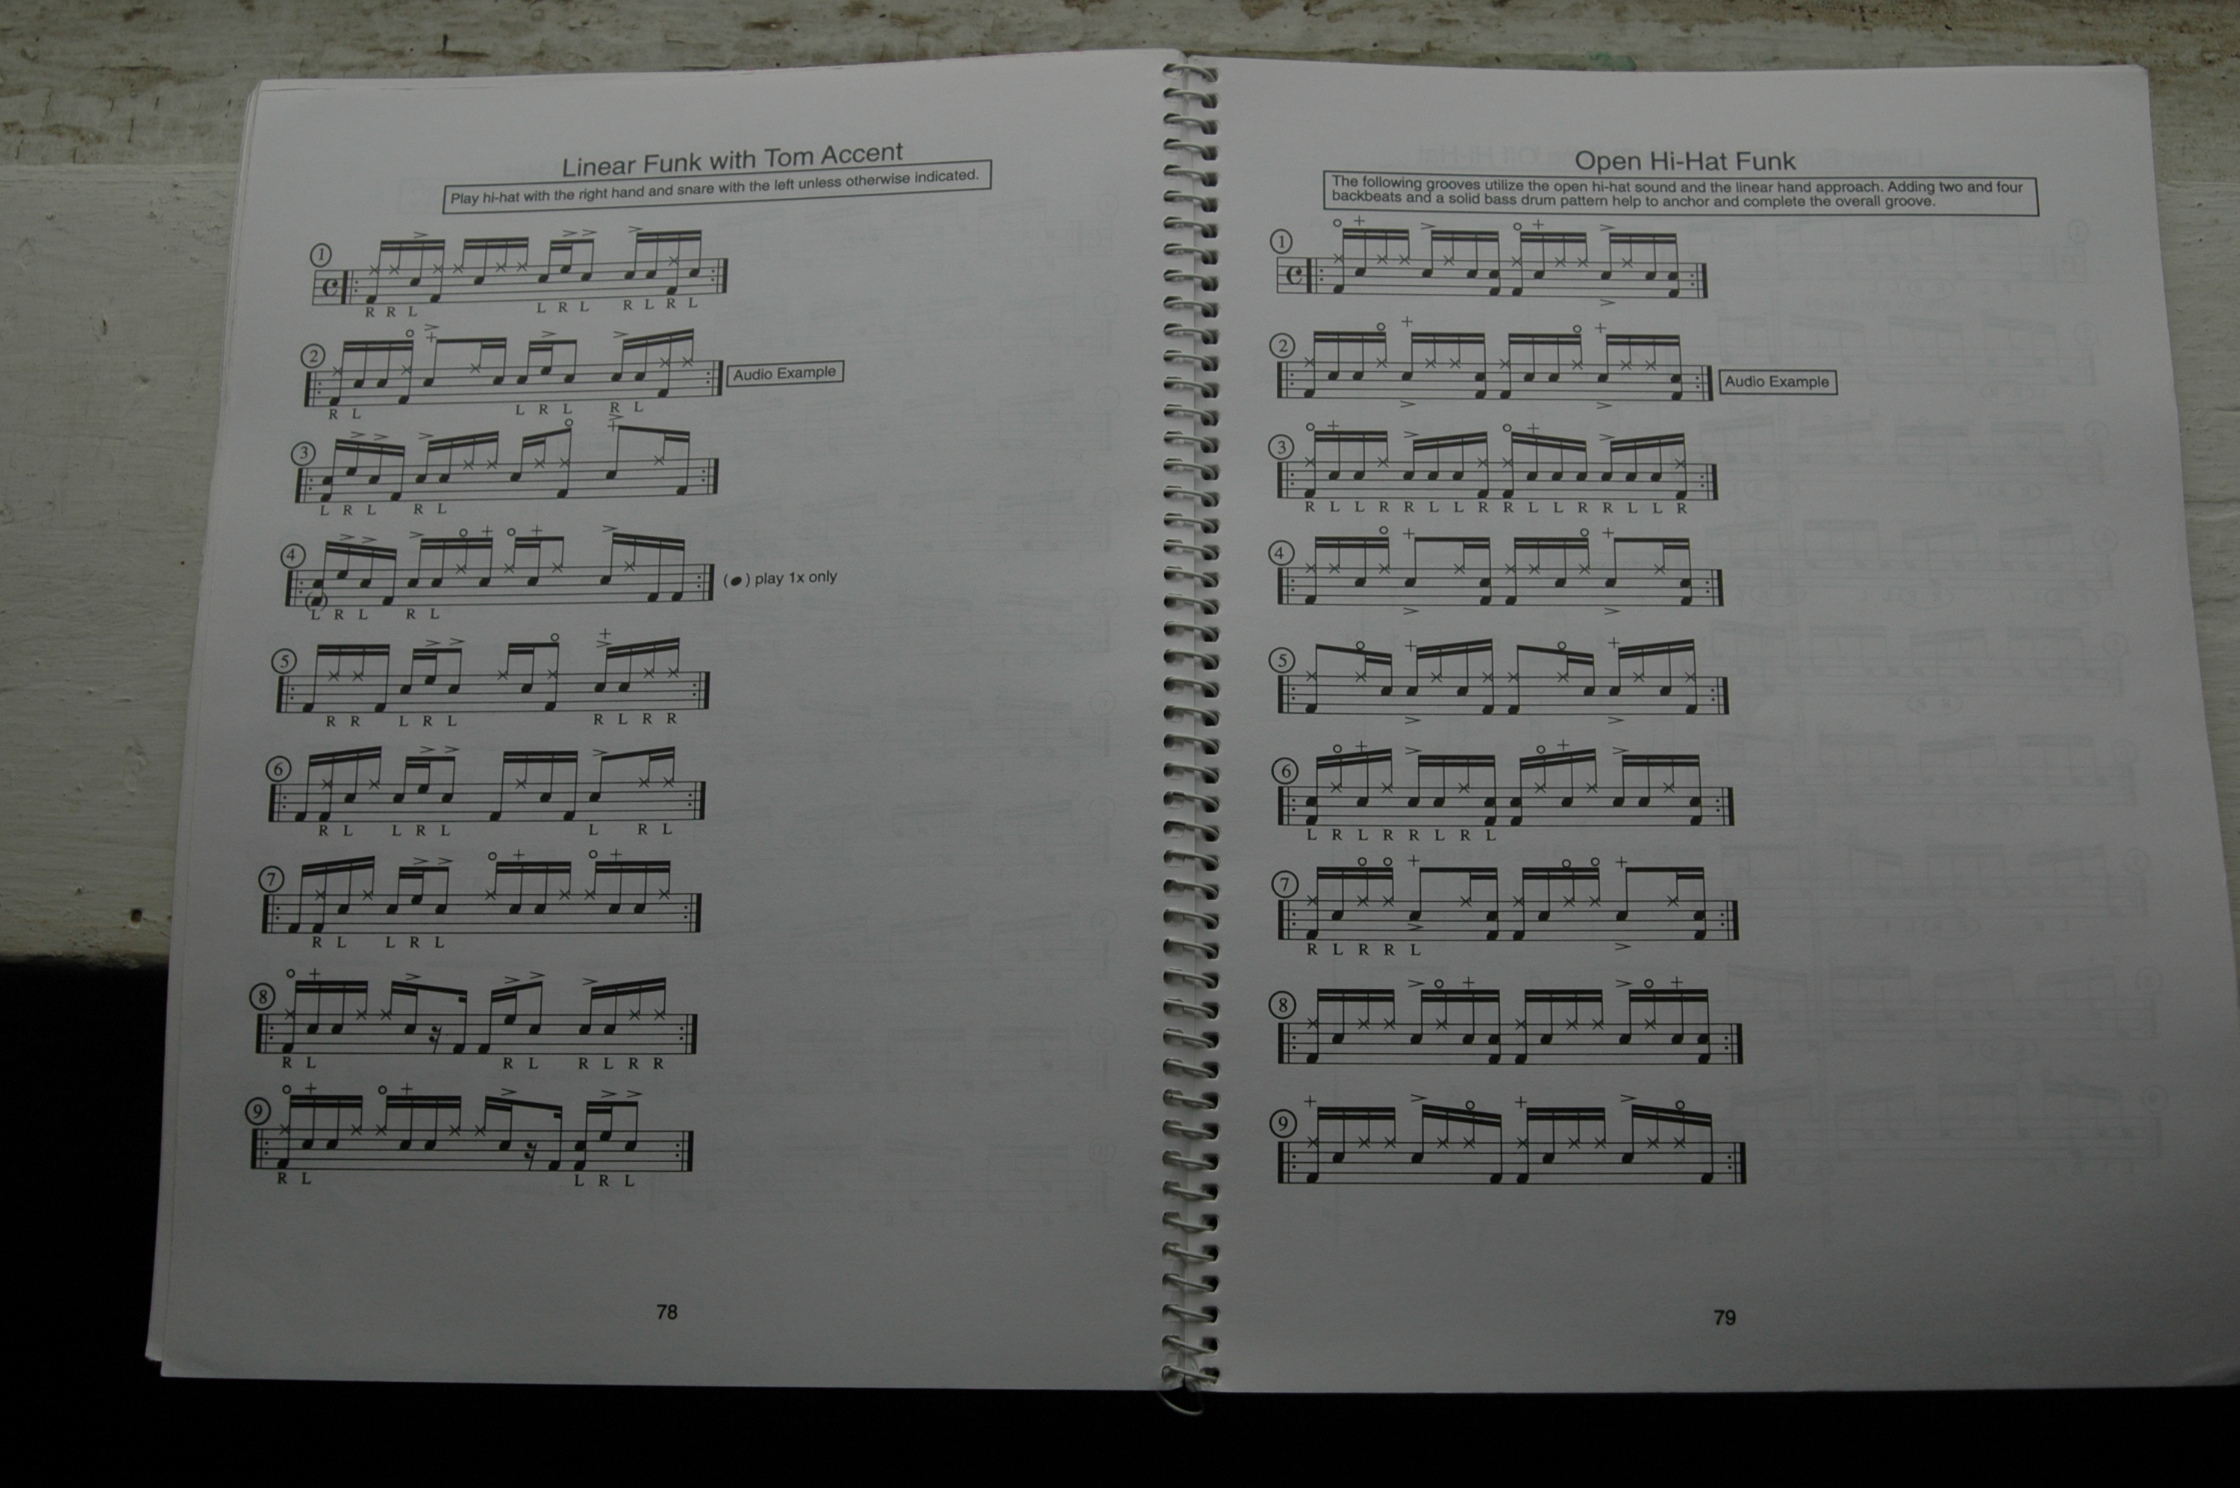 Linear Funk with Tom Accent
Play hi-hat with the right hand and snare with the left unless otherwise indicated.
1
R R L L R L R L R L
2
Audio Example
R L L R L R L
3
L R L R L
4
( ) play 1x only
L R L R L
5
R R L R L R L R R
6
R L L R L L R L
7
R L L R L
8
R L R L R L R R
9
R L L R L
78
Open Hi-Hat Funk
The following grooves utilize the open hi-hat sound and the linear hand approach. Adding two and four
backbeats and a solid bass drum pattern help to anchor and complete the overall groove.
1
2
Audio Example
3
R L L R R L L R R L L R R L L R
4
5
6
L R L R R L R L
7
R L R R L
8
9
79